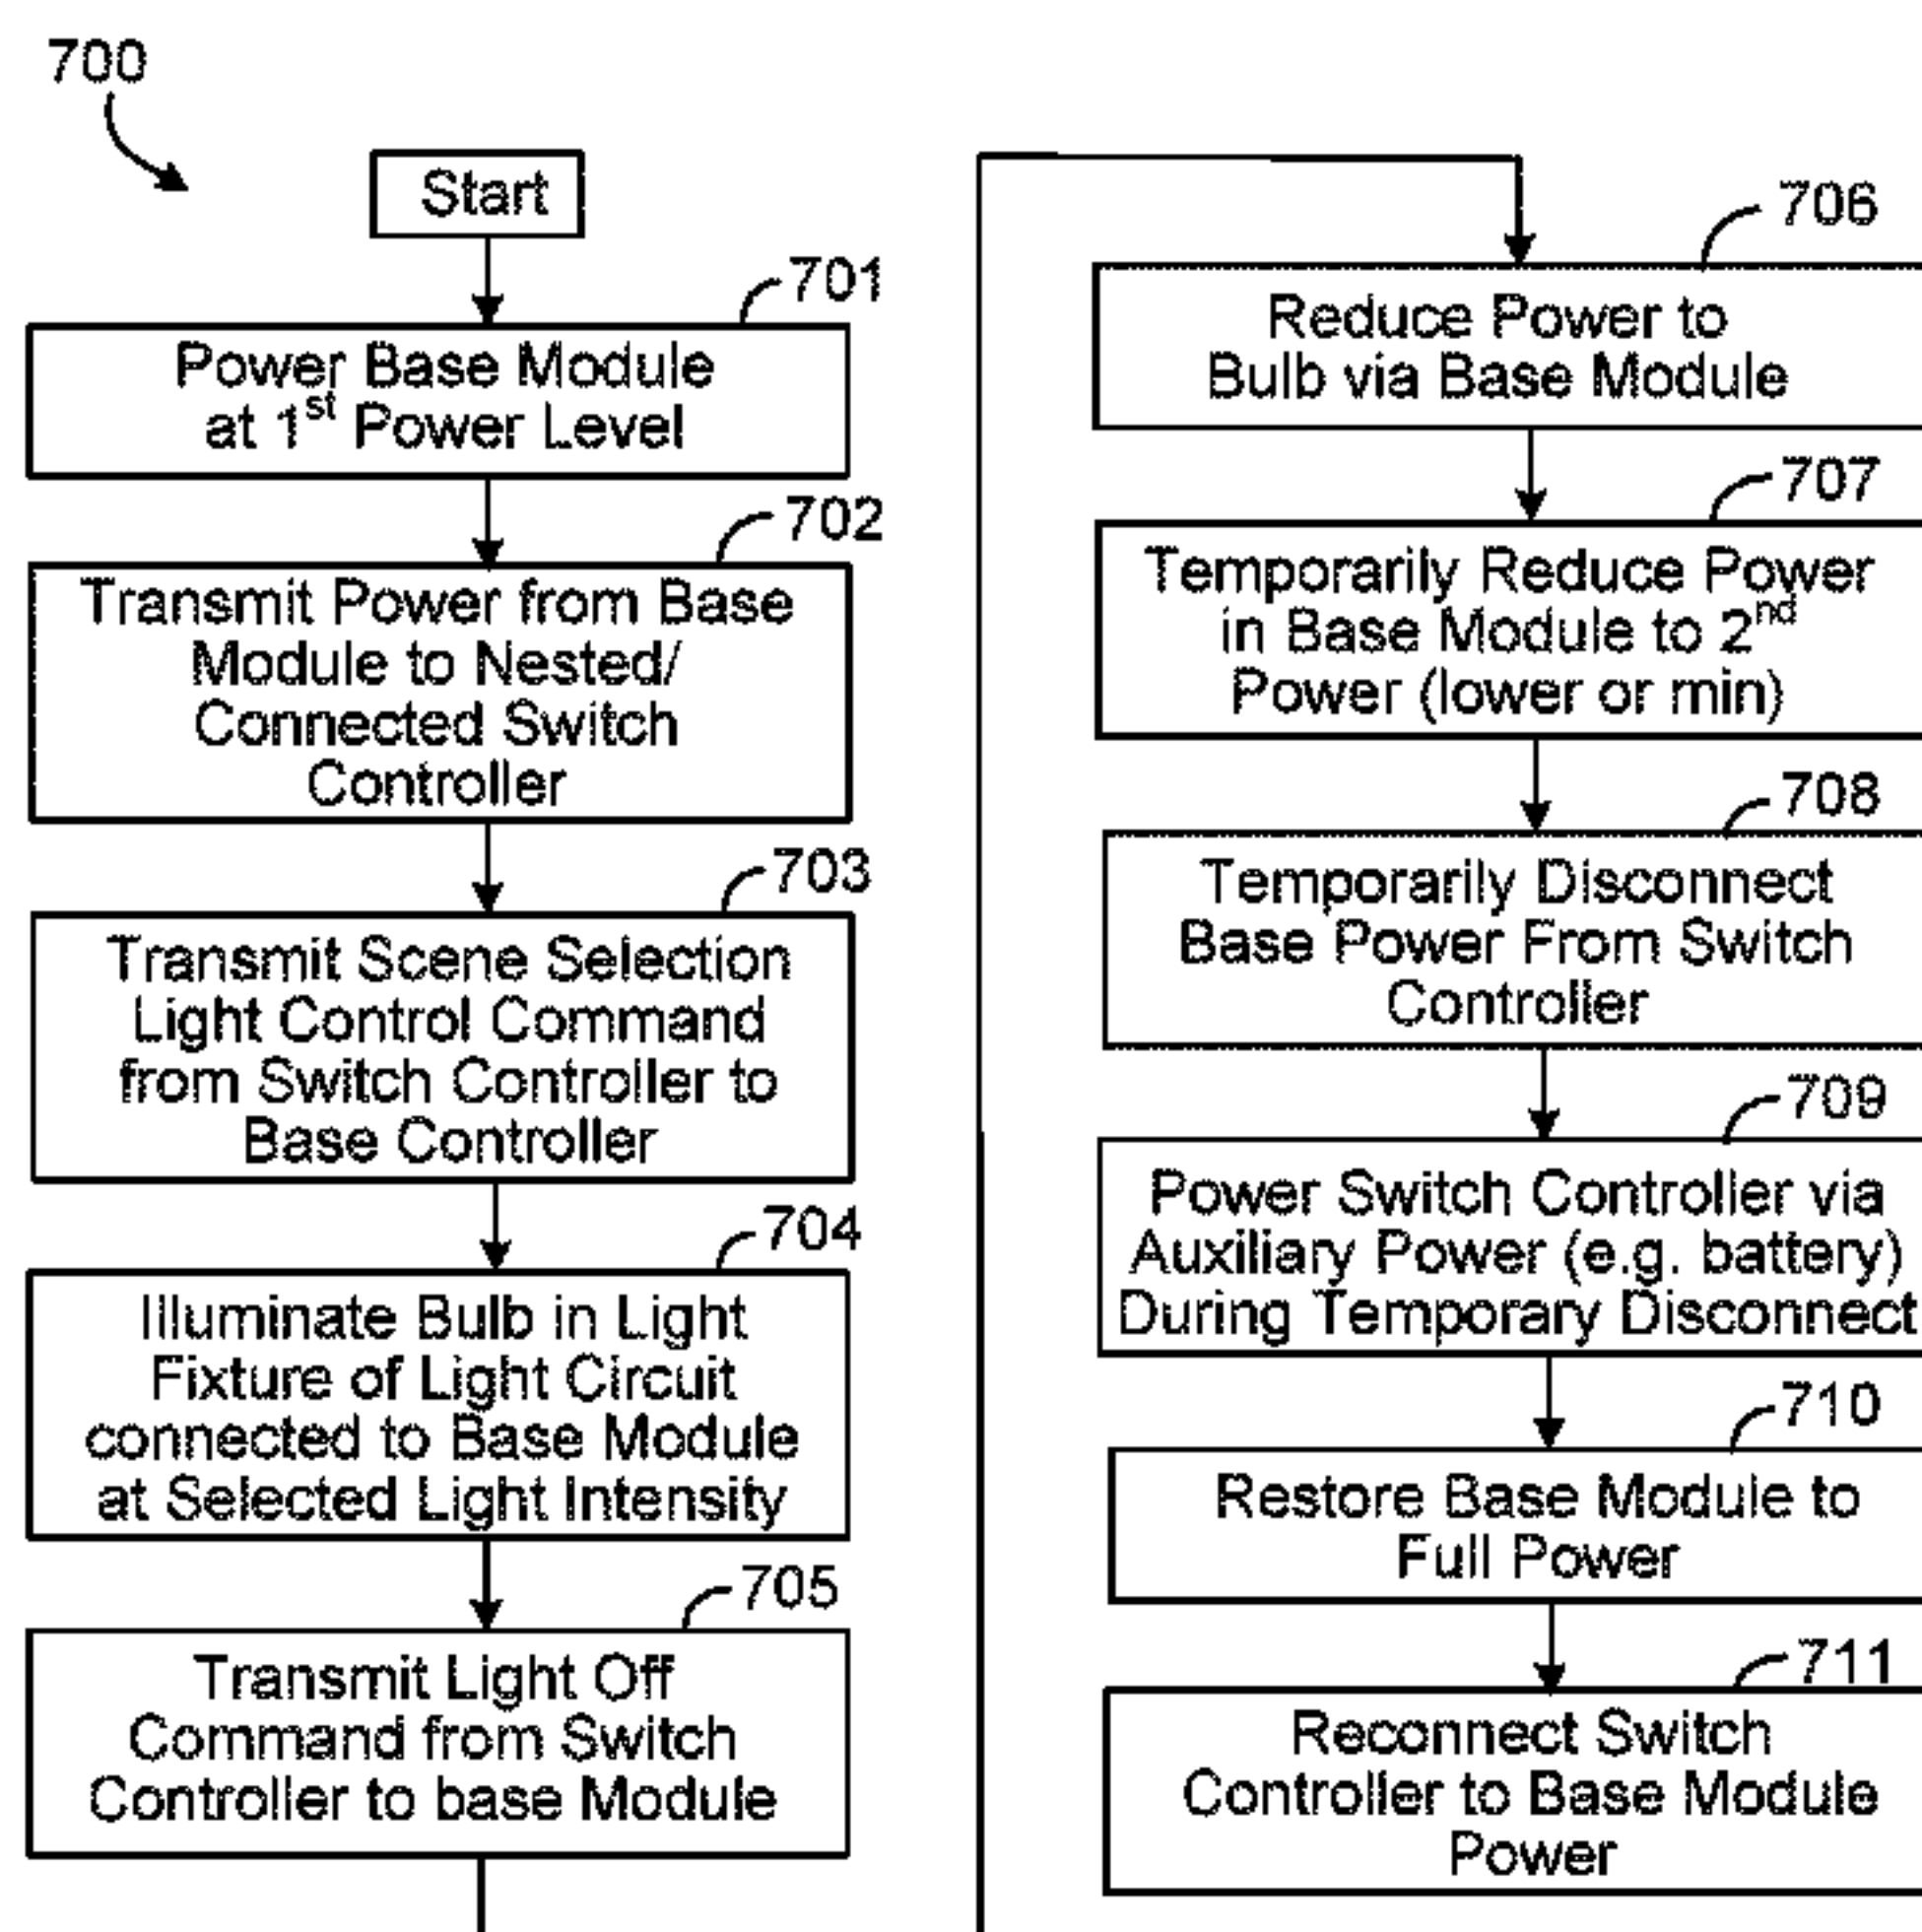 700
Start
701
Power Base Module
at 1st Power Level
702
Transmit Power from Base
Module to Nested/
Connected Switch
Controller
703
Transmit Scene Selection
Light Control Command
from Switch Controller to
Base Controller
704
Illuminate Bulb in Light
Fixture of Light Circuit
connected to Base Module
at Selected Light Intensity
705
Transmit Light Off
Command from Switch
Controller to base Module
706
Reduce Power to
Bulb via Base Module
707
Temporarily Reduce Power
in Base Module to 2nd
Power (lower or min)
708
Temporarily Disconnect
Base Power From Switch
Controller
709
Power Switch Controller via
Auxiliary Power (e.g. battery)
During Temporary Disconnect
710
Restore Base Module to
Full Power
711
Reconnect Switch
Controller to Base Module
Power